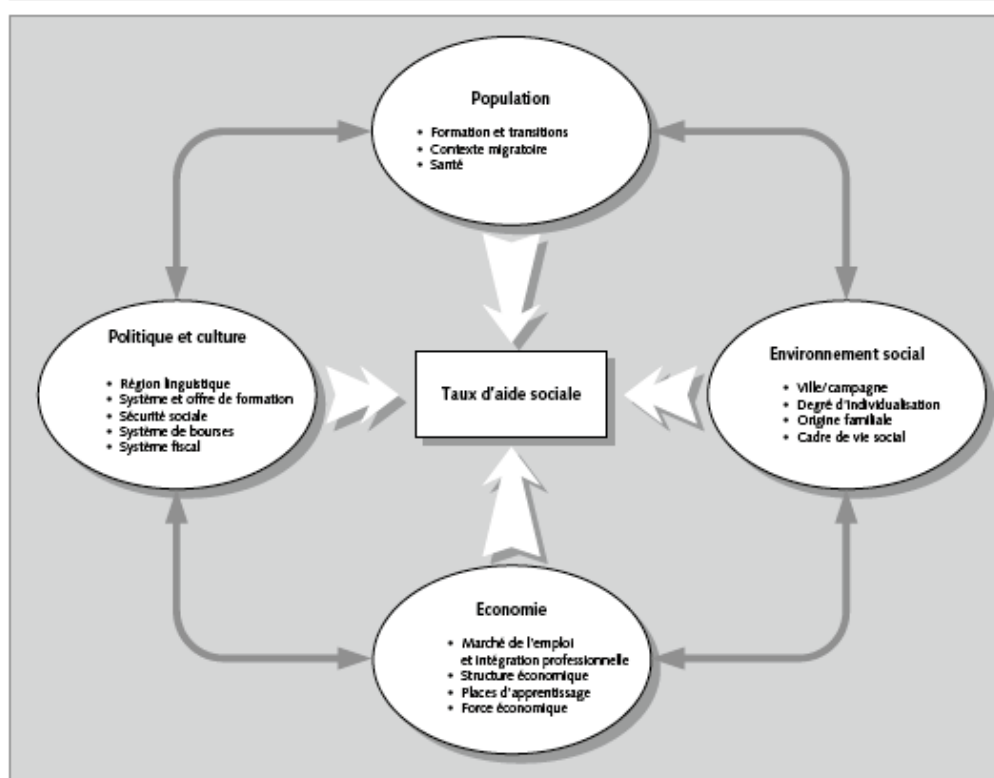 Population
• Formation et transitions
• Contexte migratoire
• Santé
Politique et culture
• Région linguistique
• Système et offre de formation
• Sécurité sociale
• Système de bourses
• Système fiscal
Taux d'aide sociale
Environnement social
• Ville/campagne
• Degré d'individualisation
• Origine familiale
• Cadre de vie social
Economie
• Marché de l'emploi
et intégration professionnelle
• Structure économique
• Places d'apprentissage
• Force économique